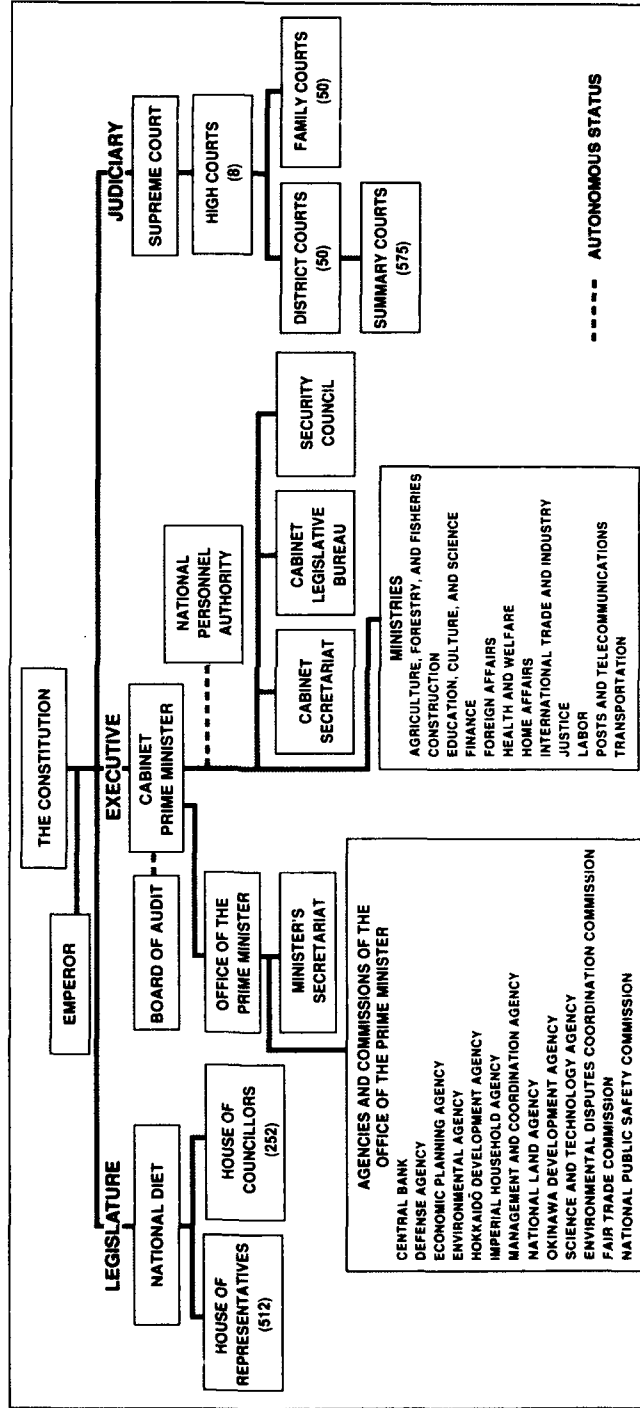 THE CONSTITUTION
EMPEROR
LEGISLATURE
NATIONAL DIET
HOUSE OF
REPRESENTATIVES
(512)
HOUSE OF
COUNCILLORS
(252)
EXECUTIVE
CABINET
PRIME MINISTER
BOARD OF AUDIT
NATIONAL
PERSONNEL
AUTHORITY
OFFICE OF THE
PRIME MINISTER
MINISTER'S
SECRETARIAT
CABINET
SECRETARIAT
CABINET
LEGISLATIVE
BUREAU
SECURITY
COUNCIL
AGENCIES AND COMMISSIONS OF THE
OFFICE OF THE PRIME MINISTER
CENTRAL BANK
DEFENSE AGENCY
ECONOMIC PLANNING AGENCY
ENVIRONMENTAL AGENCY
HOKKAIDŌ DEVELOPMENT AGENCY
IMPERIAL HOUSEHOLD AGENCY
MANAGEMENT AND COORDINATION AGENCY
NATIONAL LAND AGENCY
OKINAWA DEVELOPMENT AGENCY
SCIENCE AND TECHNOLOGY AGENCY
ENVIRONMENTAL DISPUTES COORDINATION COMMISSION
FAIR TRADE COMMISSION
NATIONAL PUBLIC SAFETY COMMISSION
MINISTRIES
AGRICULTURE, FORESTRY, AND FISHERIES
CONSTRUCTION
EDUCATION, CULTURE, AND SCIENCE
FINANCE
FOREIGN AFFAIRS
HEALTH AND WELFARE
HOME AFFAIRS
INTERNATIONAL TRADE AND INDUSTRY
JUSTICE
LABOR
POSTS AND TELECOMMUNICATIONS
TRANSPORTATION
JUDICIARY
SUPREME COURT
HIGH COURTS
(8)
DISTRICT COURTS
(50)
FAMILY COURTS
(50)
SUMMARY COURTS
(575)
AUTONOMOUS STATUS